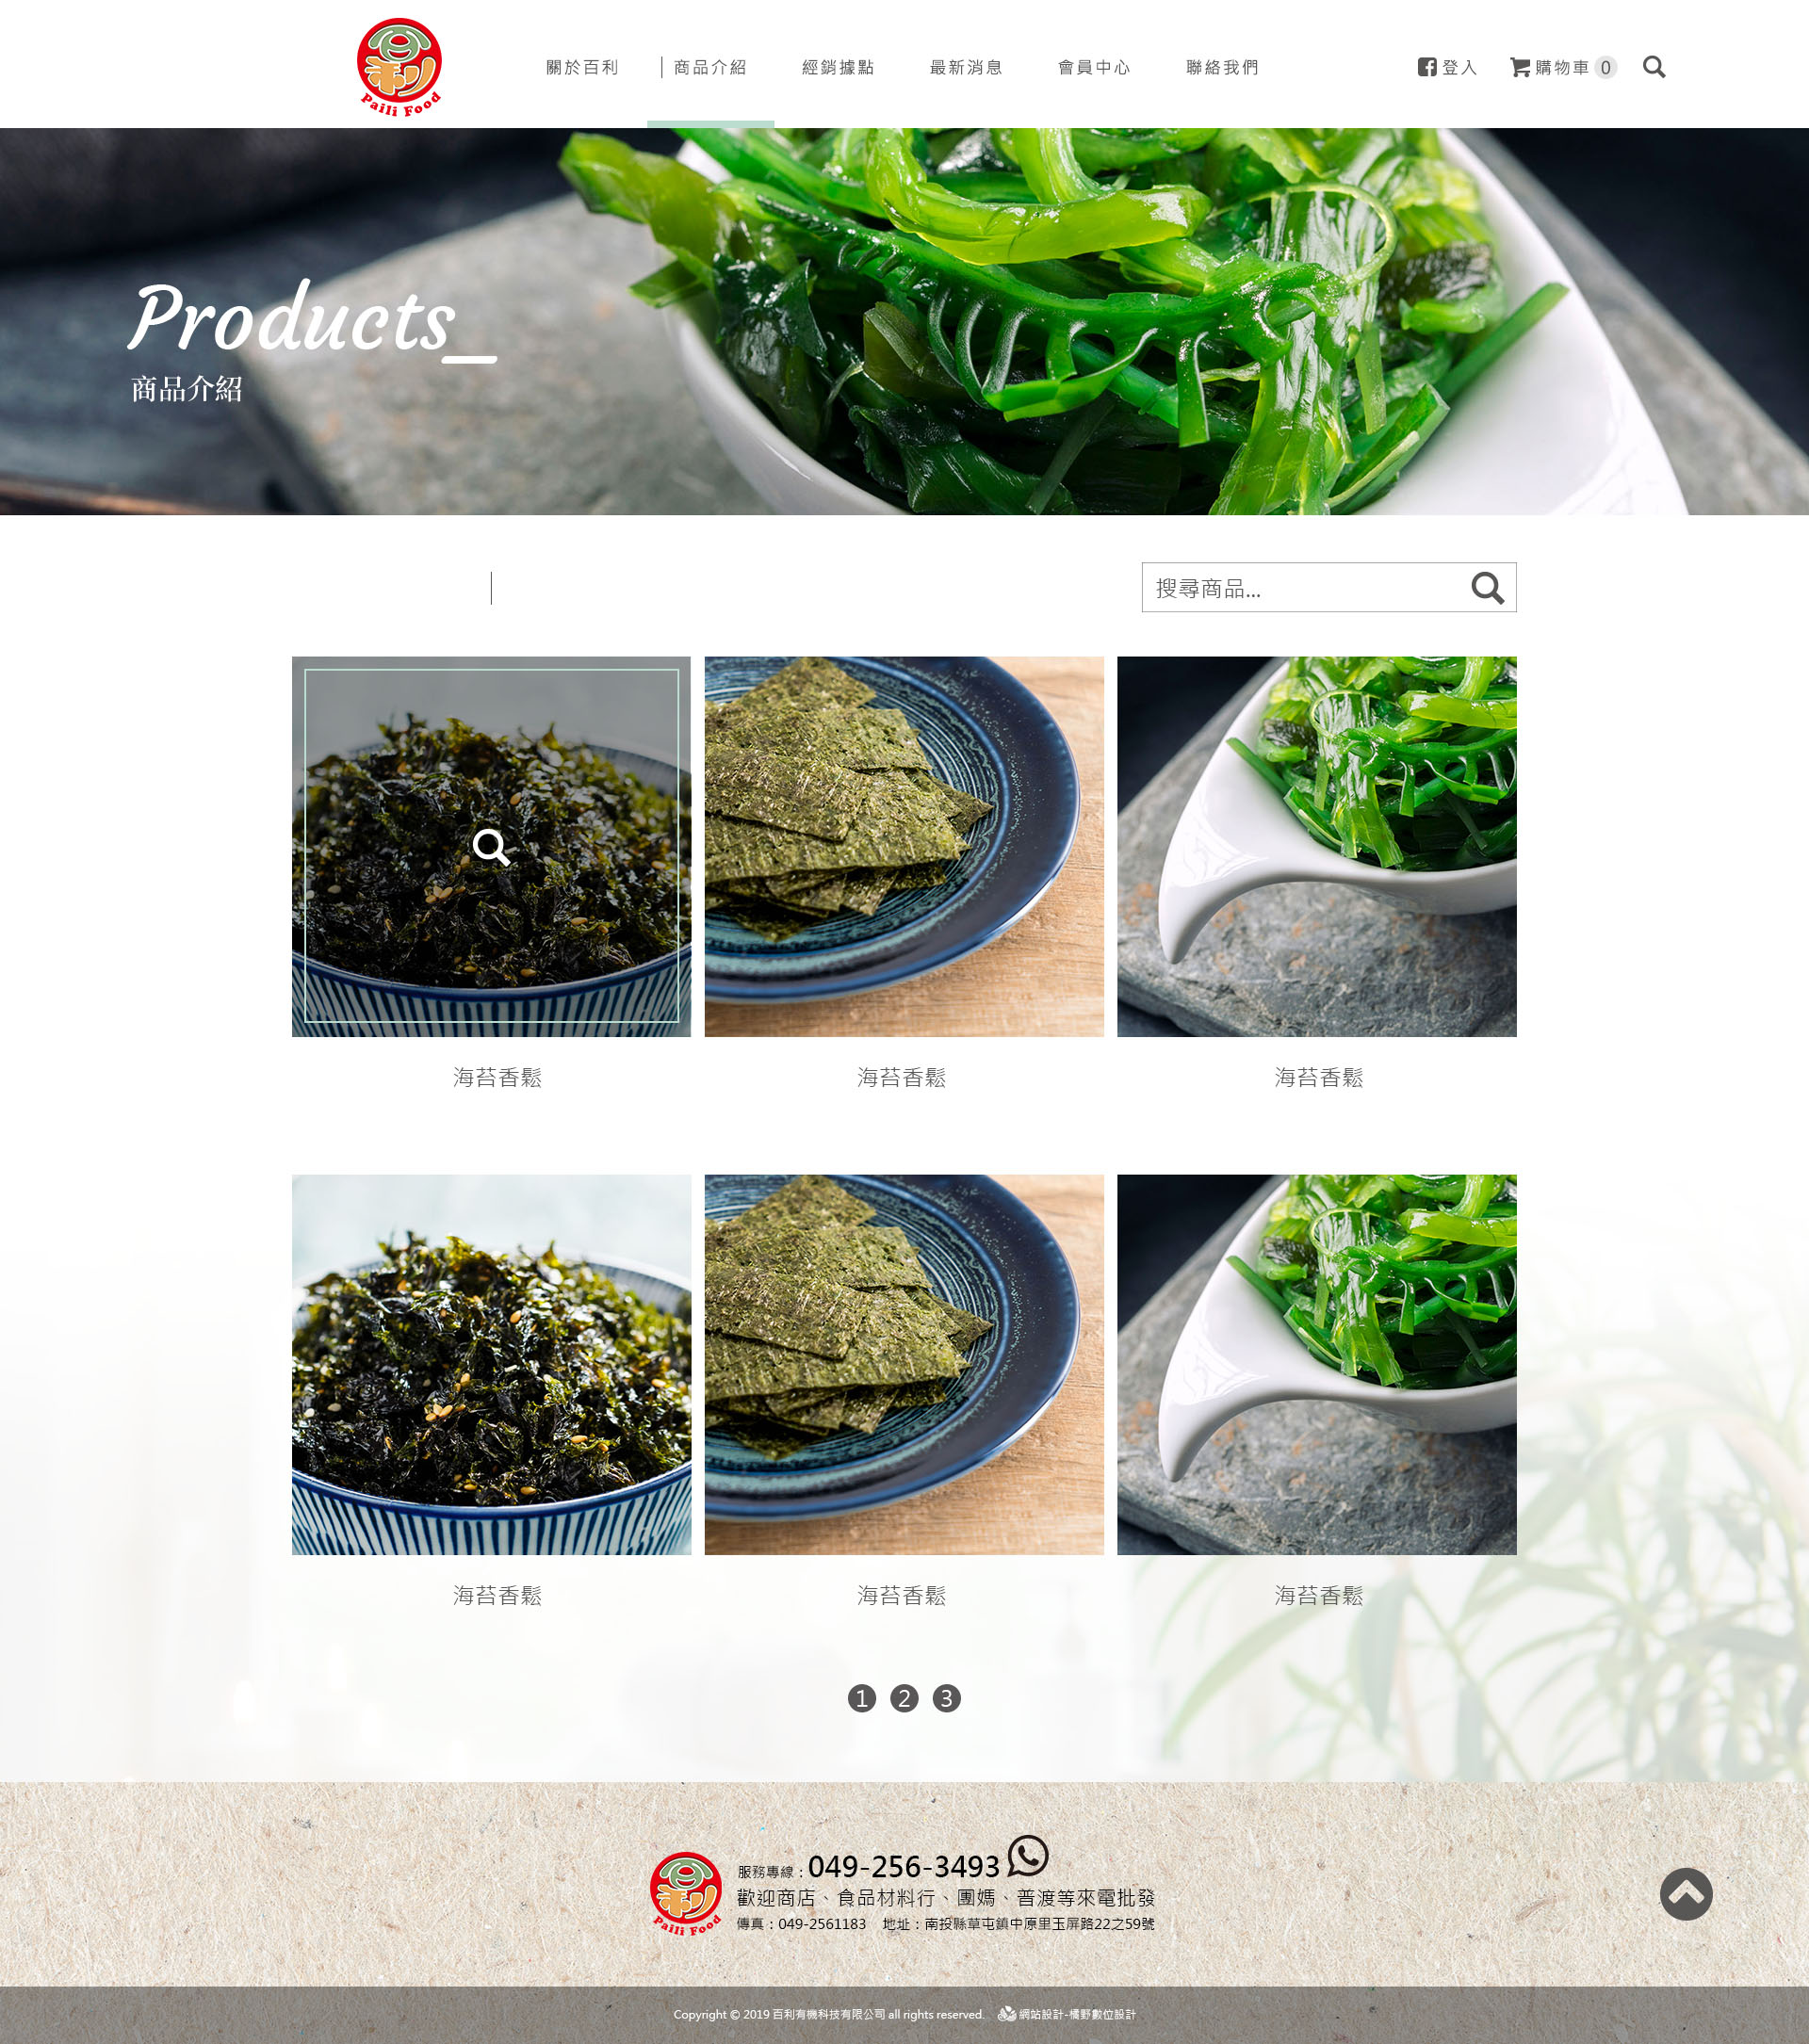 Paili Food
關於百利
商品介紹
經銷據點
最新消息
會員中心
聯絡我們
登入
購物車 0
Products_
商品介紹
搜尋商品...
海苔香鬆
海苔香鬆
海苔香鬆
海苔香鬆
海苔香鬆
海苔香鬆
1 2 3
Paili Food
服務專線：049-256-3493
歡迎商店、食品材料行、團媽、普渡等來電批發
傳真：049-2561183 地址：南投縣草屯鎮中原里玉屏路22之59號
Copyright © 2019 百利有機科技有限公司 all rights reserved. 網站設計-橘野數位設計